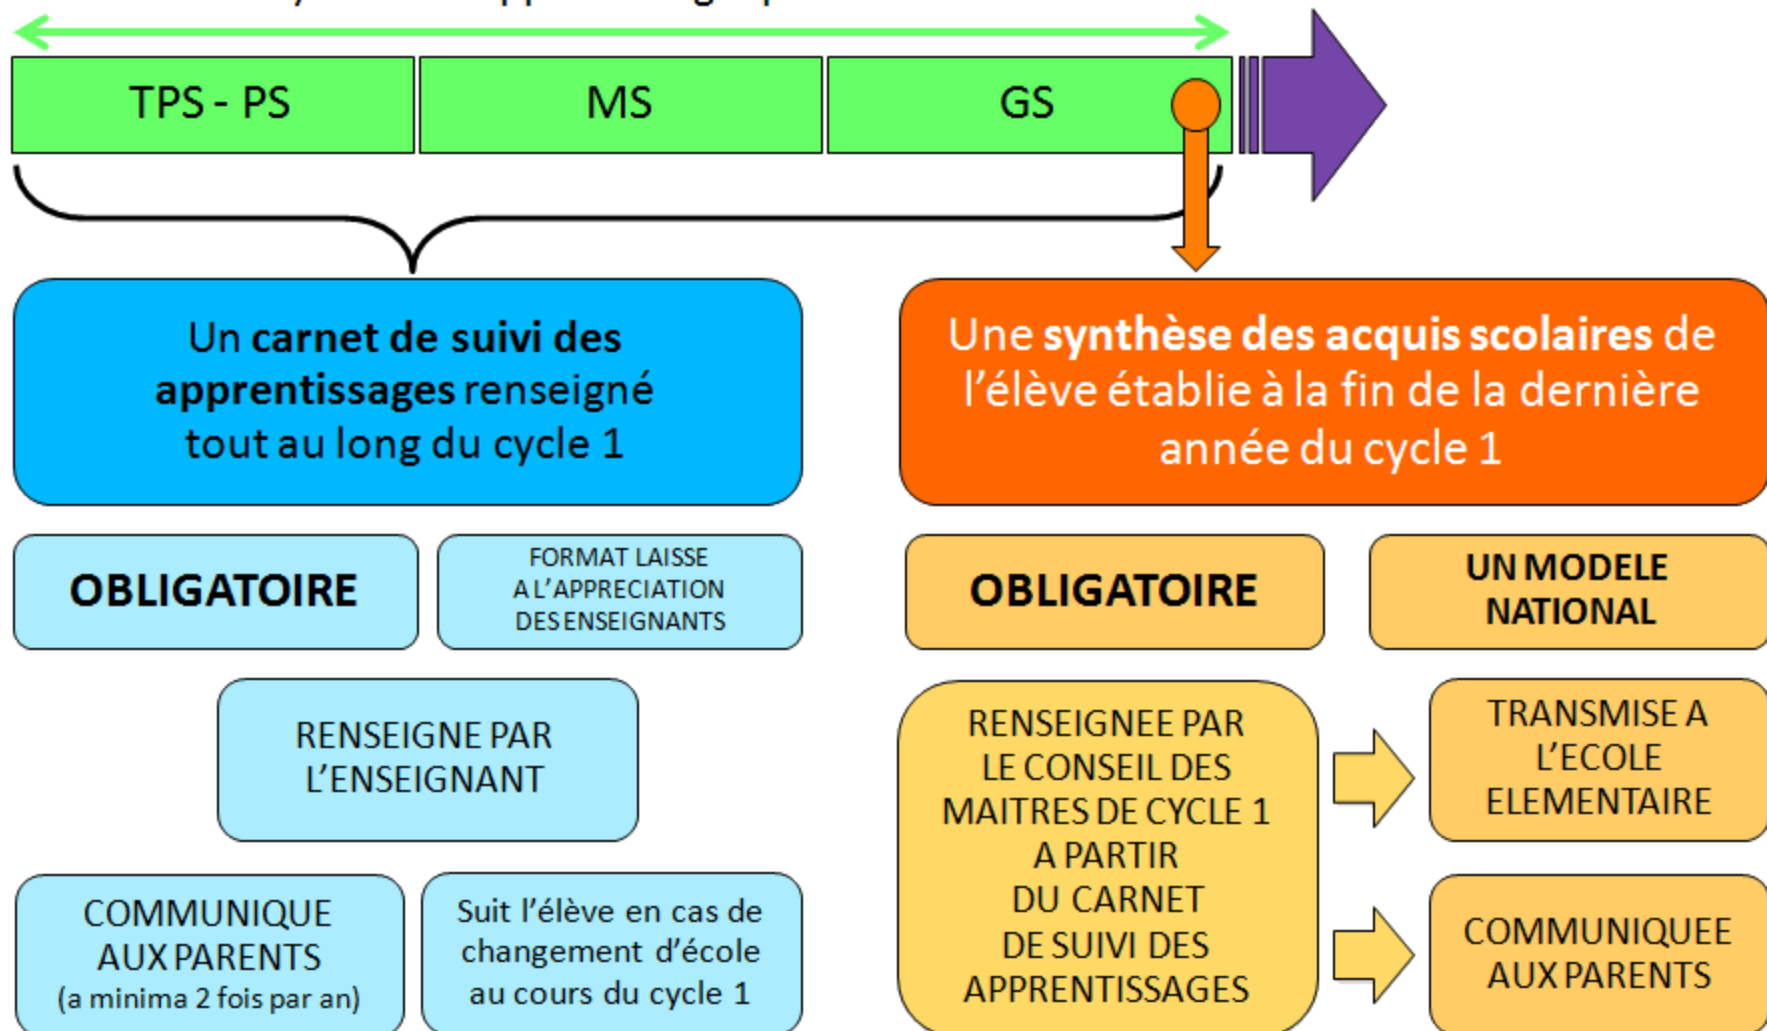 TPS - PS
MS
GS
Un carnet de suivi des
apprentissages renseigné
tout au long du cycle 1
Une synthèse des acquis scolaires de
l'élève établie à la fin de la dernière
année du cycle 1
OBLIGATOIRE
FORMAT LAISSE
A L'APPRECIATION
DES ENSEIGNANTS
OBLIGATOIRE
UN MODELE
NATIONAL
RENSEIGNE PAR
L'ENSEIGNANT
COMMUNIQUE
AUX PARENTS
(a minima 2 fois par an)
Suit l'élève en cas de
changement d'école
au cours du cycle 1
RENSEIGNEE PAR
LE CONSEIL DES
MAITRES DE CYCLE 1
A PARTIR
DU CARNET
DE SUIVI DES
APPRENTISSAGES
TRANSMISE A
L'ECOLE
ELEMENTAIRE
COMMUNIQUEE
AUX PARENTS